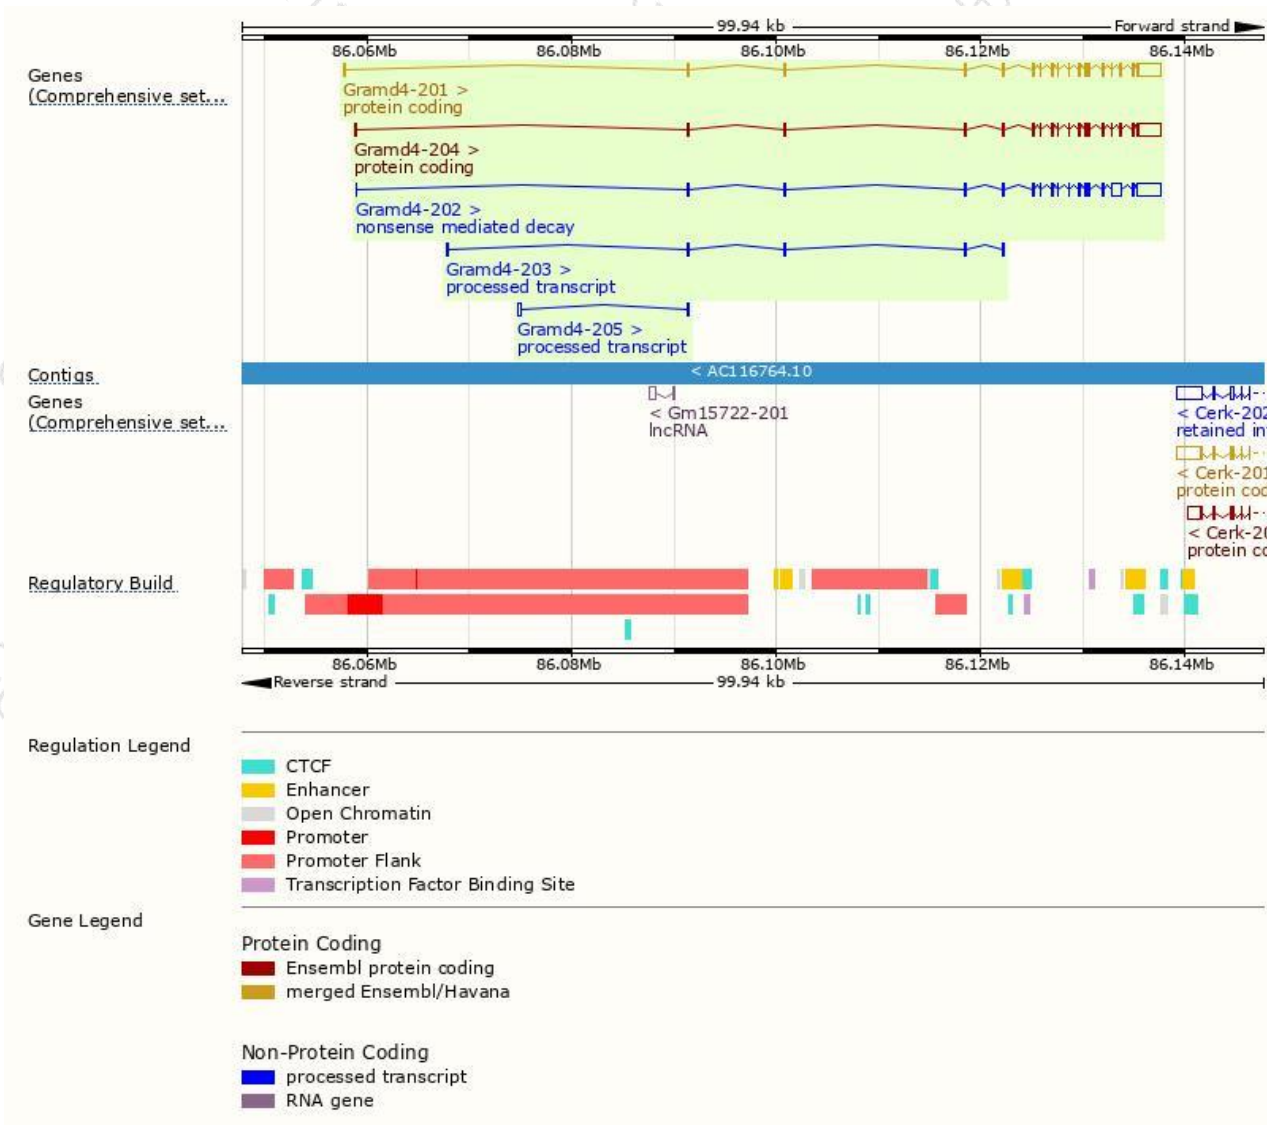 99.94 kb Forward strand
86.06Mb 86.08Mb 86.10Mb 86.12Mb 86.14Mb
Genes
(Comprehensive set...
Gramd4-201 >
protein coding
Gramd4-204 >
protein coding
Gramd4-202 >
nonsense mediated decay
Gramd4-203 >
processed transcript
Gramd4-205 >
processed transcript
Contigs
< AC116764.10
Genes
(Comprehensive set...
< Gm15722-201
lncRNA
< Cerk-202
retained in
< Cerk-201
protein cod
< Cerk-20
protein co
Regulatory Build
86.06Mb 86.08Mb 86.10Mb 86.12Mb 86.14Mb
Reverse strand 99.94 kb
Regulation Legend
CTCF
Enhancer
Open Chromatin
Promoter
Promoter Flank
Transcription Factor Binding Site
Gene Legend
Protein Coding
Ensembl protein coding
merged Ensembl/Havana
Non-Protein Coding
processed transcript
RNA gene